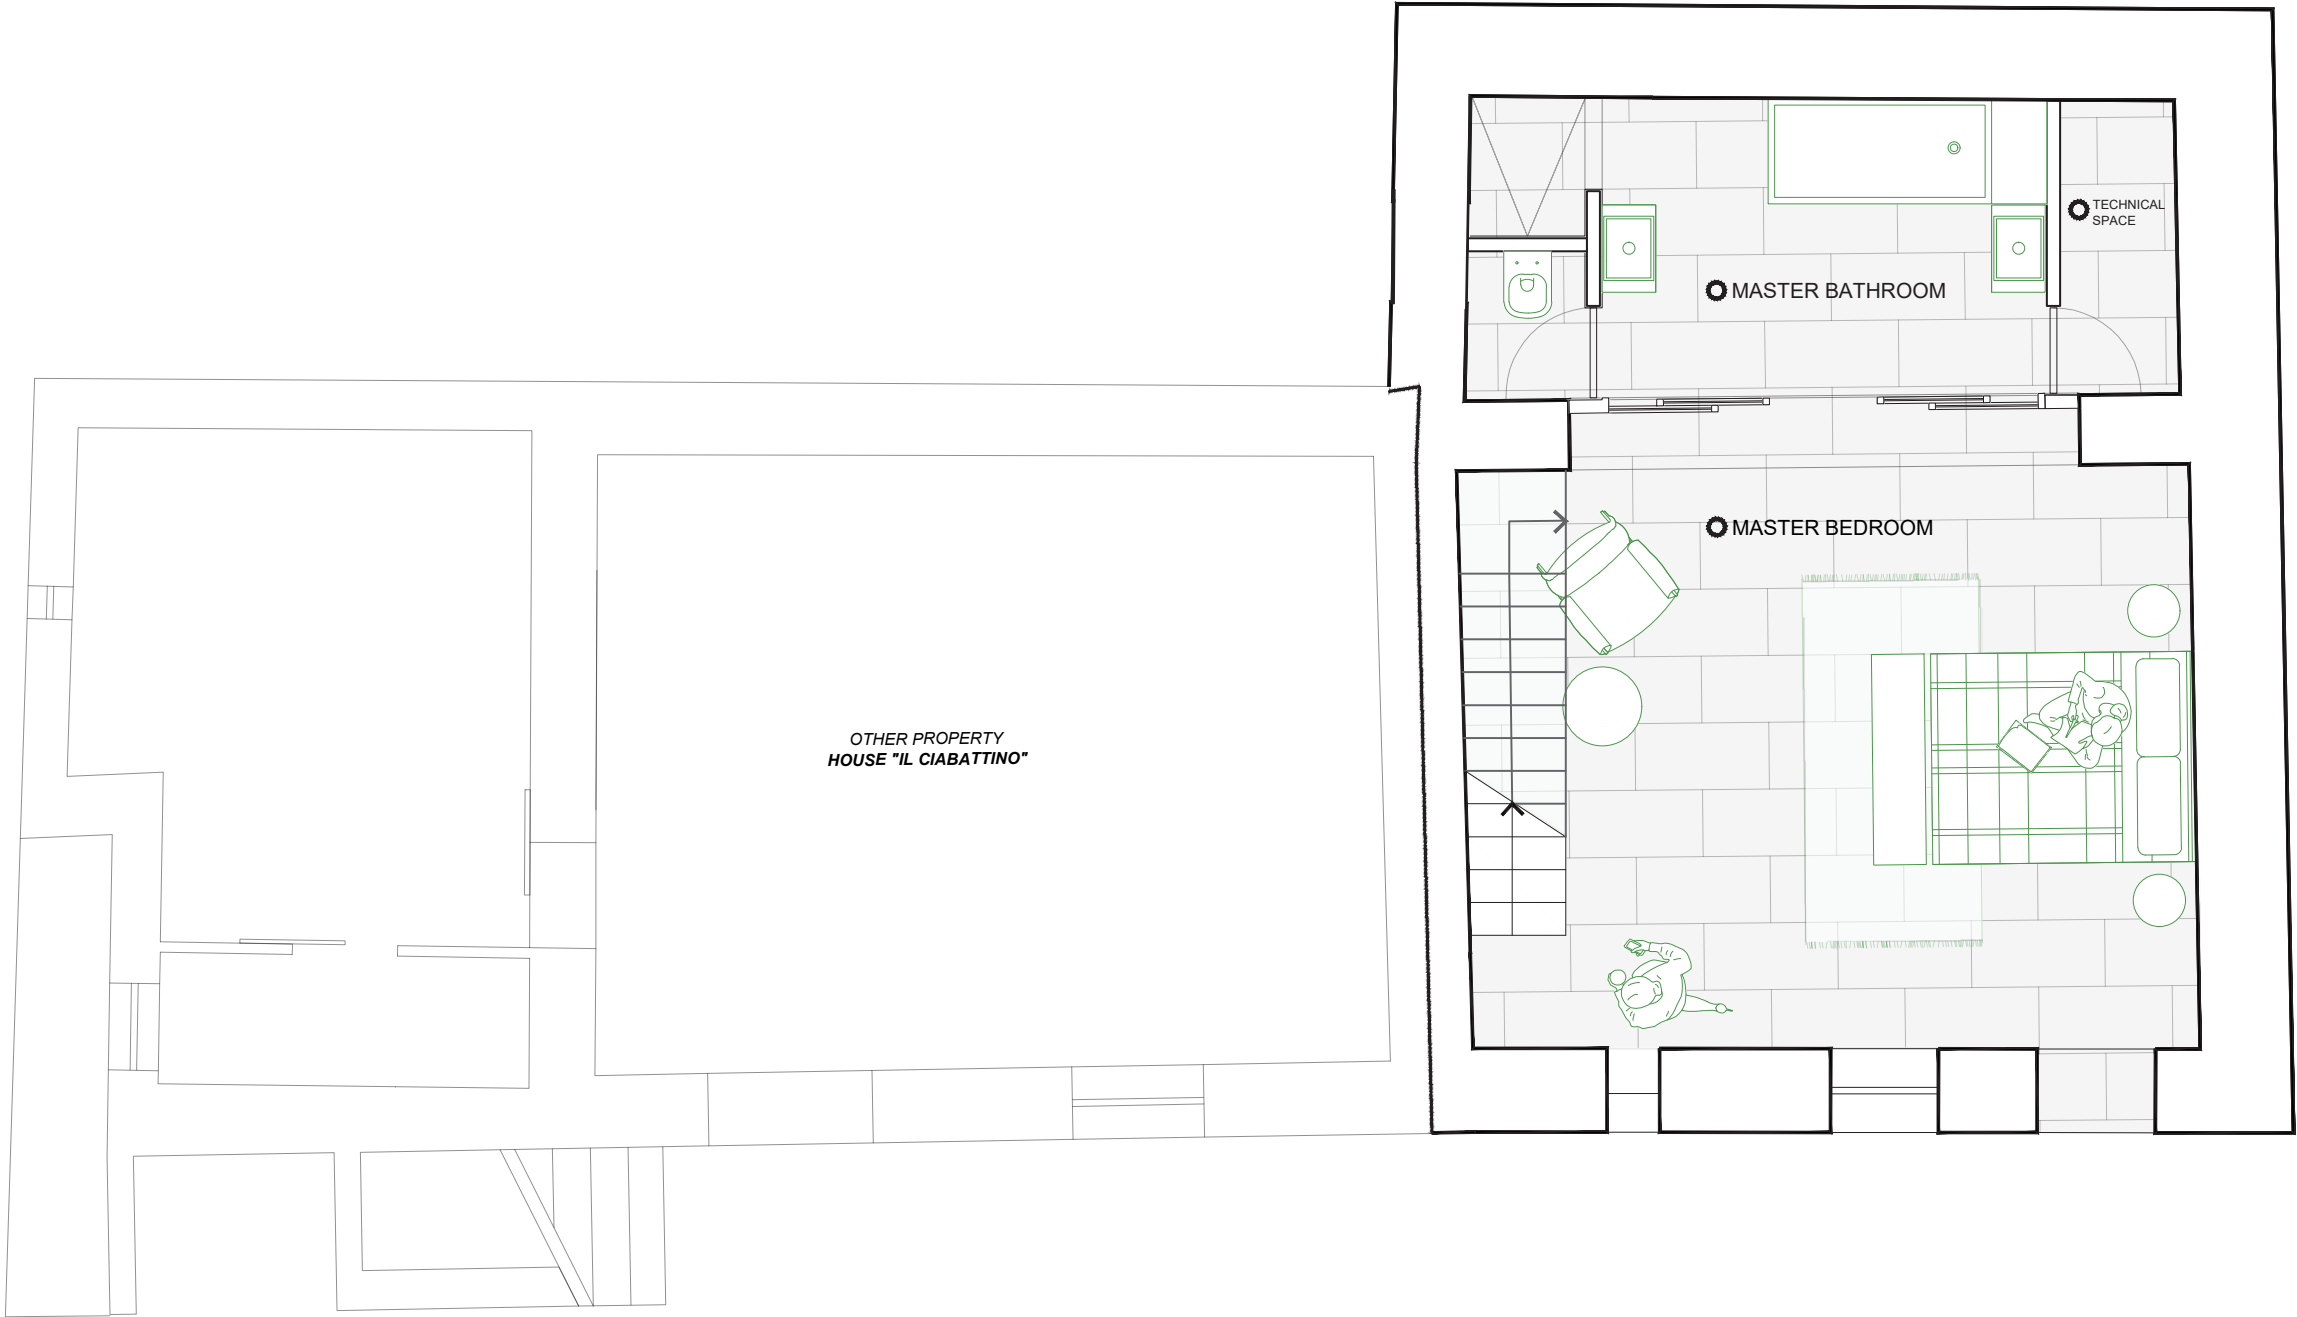 TECHNICAL
SPACE
MASTER BATHROOM
MASTER BEDROOM
OTHER PROPERTY
HOUSE "IL CIABATTINO"